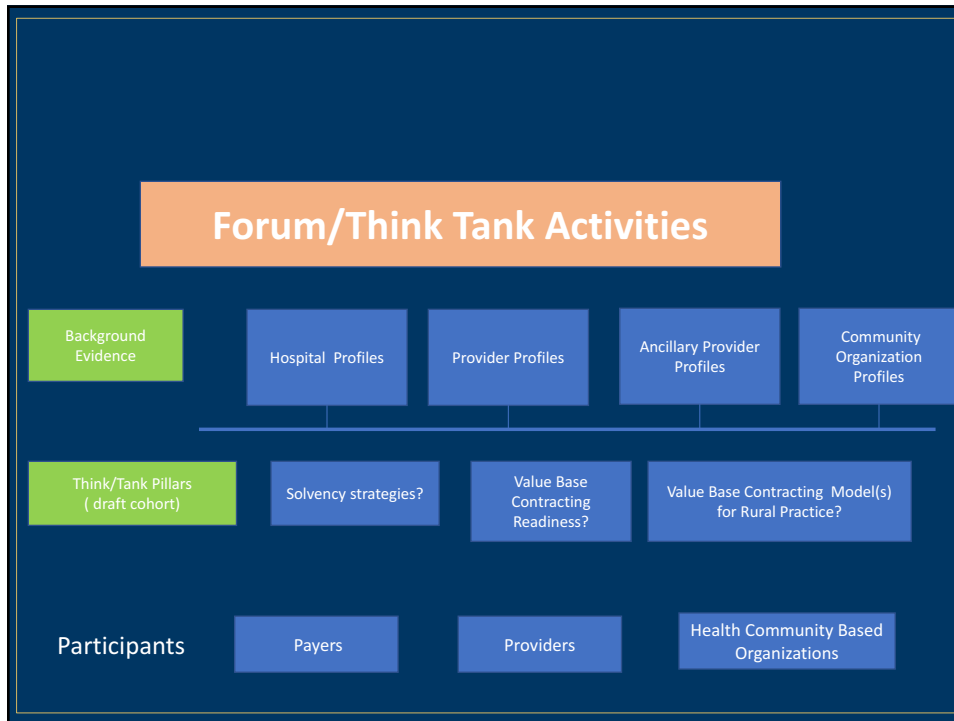 Forum/Think Tank Activities
Background
Evidence
Hospital Profiles
Provider Profiles
Ancillary Provider
Profiles
Community
Organization
Profiles
Think/Tank Pillars
( draft cohort)
Solvency strategies?
Value Base
Contracting
Readiness?
Value Base Contracting Model(s)
for Rural Practice?
Participants
Payers
Providers
Health Community Based
Organizations